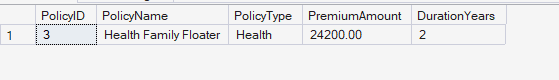 PolicyID PolicyName PolicyType PremiumAmount DurationYears
1 3 Health Family Floater Health 24200.00 2